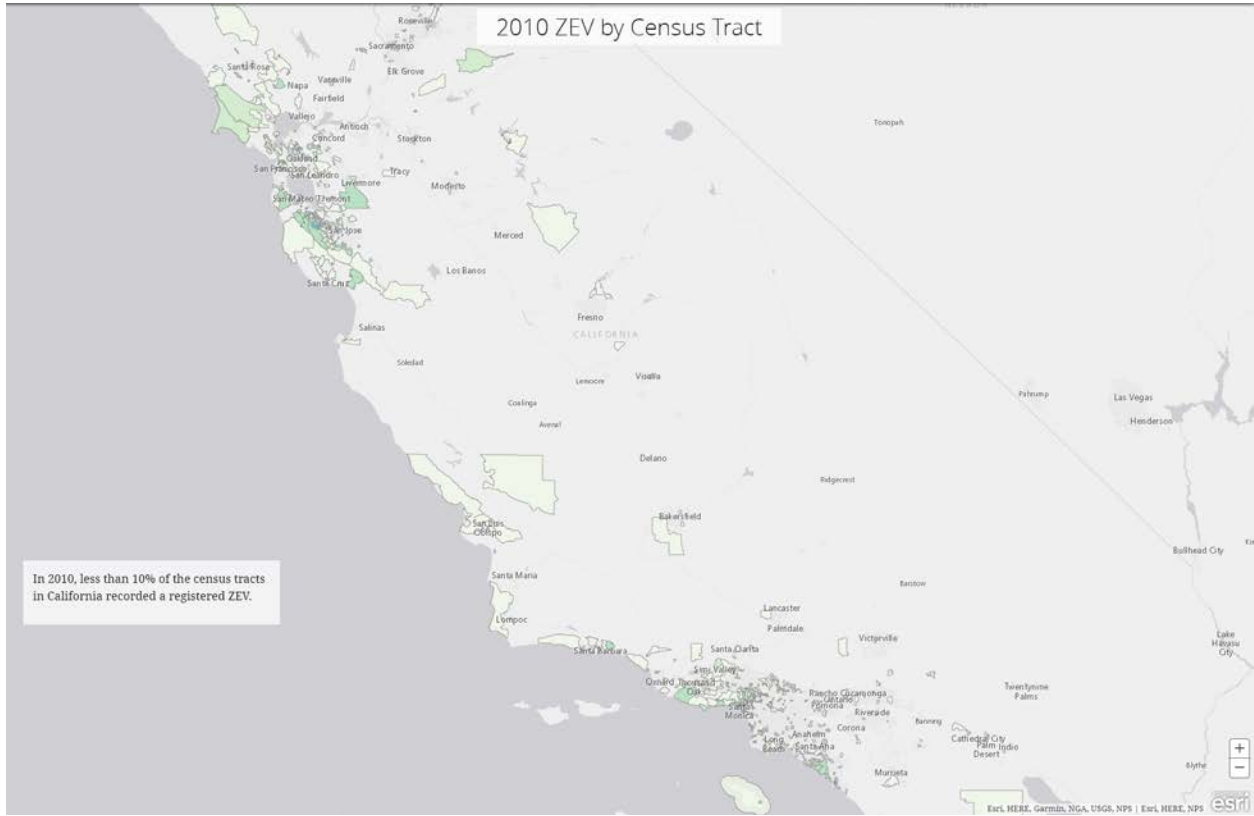 NEVADA
2010 ZEV by Census Tract
Roseville
Sacramento
Santa Rosa
Elk Grove
Napa
Vacaville
Fairfield
Vallejo
Antioch
Concord
Stockton
Tonopah
Oakland
San Francisco
San Leandro
Tracy
Livermore
Modesto
San Mateo
Fremont
San Jose
Merced
Los Banos
Santa Cruz
Fresno
CALIFORNIA
Salinas
Soledad
Lemoore
Visalia
Pahrump
Las Vegas
Henderson
Coalinga
Avenal
Delano
Ridgecrest
San Luis
Obispo
Bakersfield
Bullhead City
In 2010, less than 10% of the census tracts
in California recorded a registered ZEV.
Santa Maria
Barstow
Lompoc
Lancaster
Palmdale
Victorville
Lake
Havasu
City
Santa Barbara
Santa Clarita
Simi Valley
Oxnard
Thousand
Oak
Santa
Monica
Rancho Cucamonga
Ontario
Pomona
Riverside
Twentynine
Palms
Corona
Banning
Long
Beach
Anaheim
Santa Ana
Cathedral City
Palm
Desert
Indio
Murrieta
Blythe
+
−
Esri, HERE, Garmin, NGA, USGS, NPS | Esri, HERE, NPS
esri